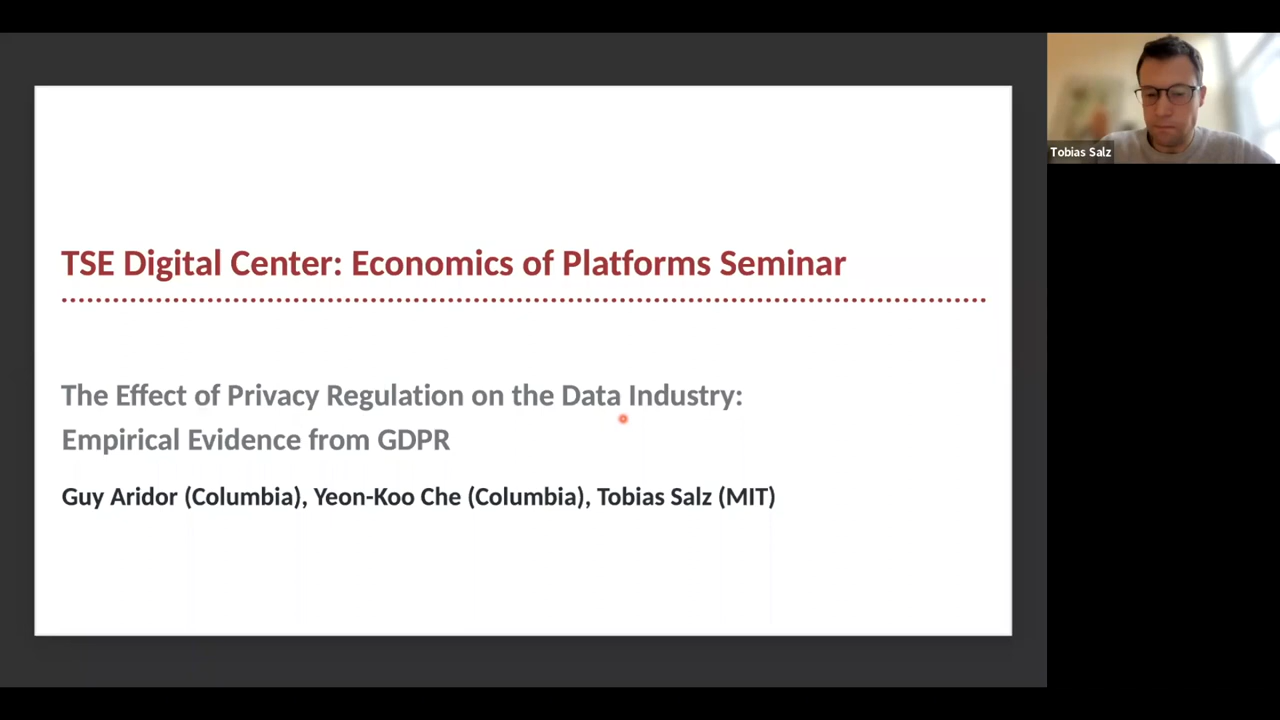 TSE Digital Center: Economics of Platforms Seminar
The Effect of Privacy Regulation on the Data Industry:
Empirical Evidence from GDPR
Guy Aridor (Columbia), Yeon-Koo Che (Columbia), Tobias Salz (MIT)
Tobias Salz